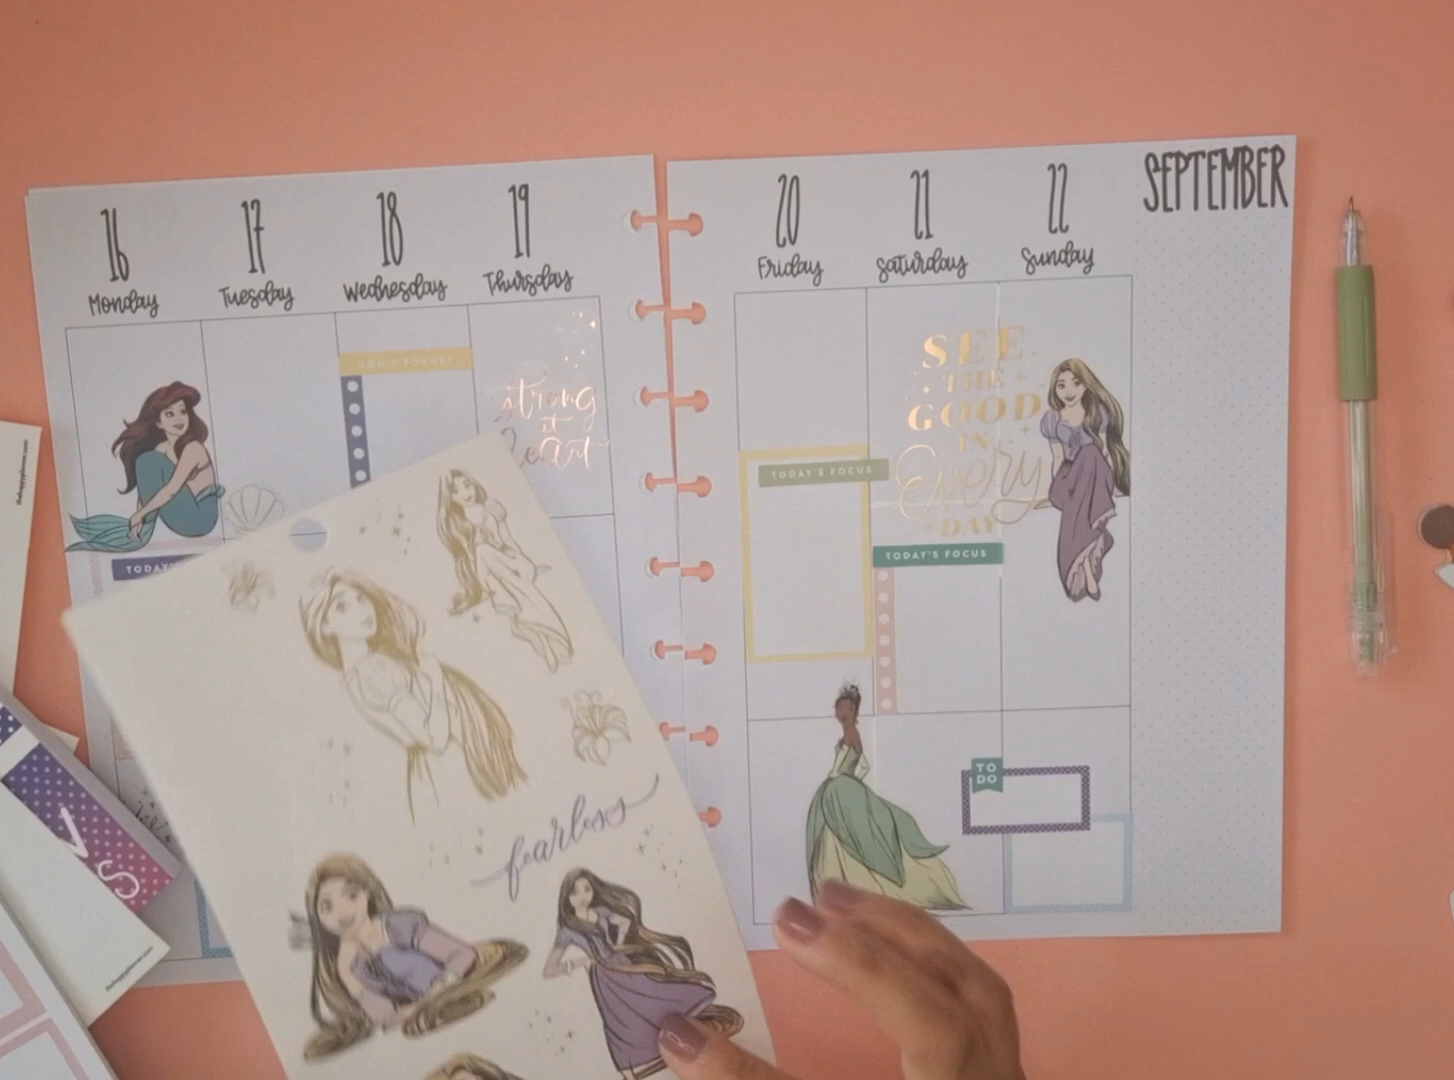 SEPTEMBER
16
17
18
19
20
21
22
Monday
Tuesday
Wednesday
Thursday
Friday
Saturday
Sunday
DON'T FORGET
strong
at
heart
SEE
THE
GOOD
IN
Every
DAY
TODAY'S FOCUS
TODAY'S FOCUS
TODAY'S
TO
DO
fearless